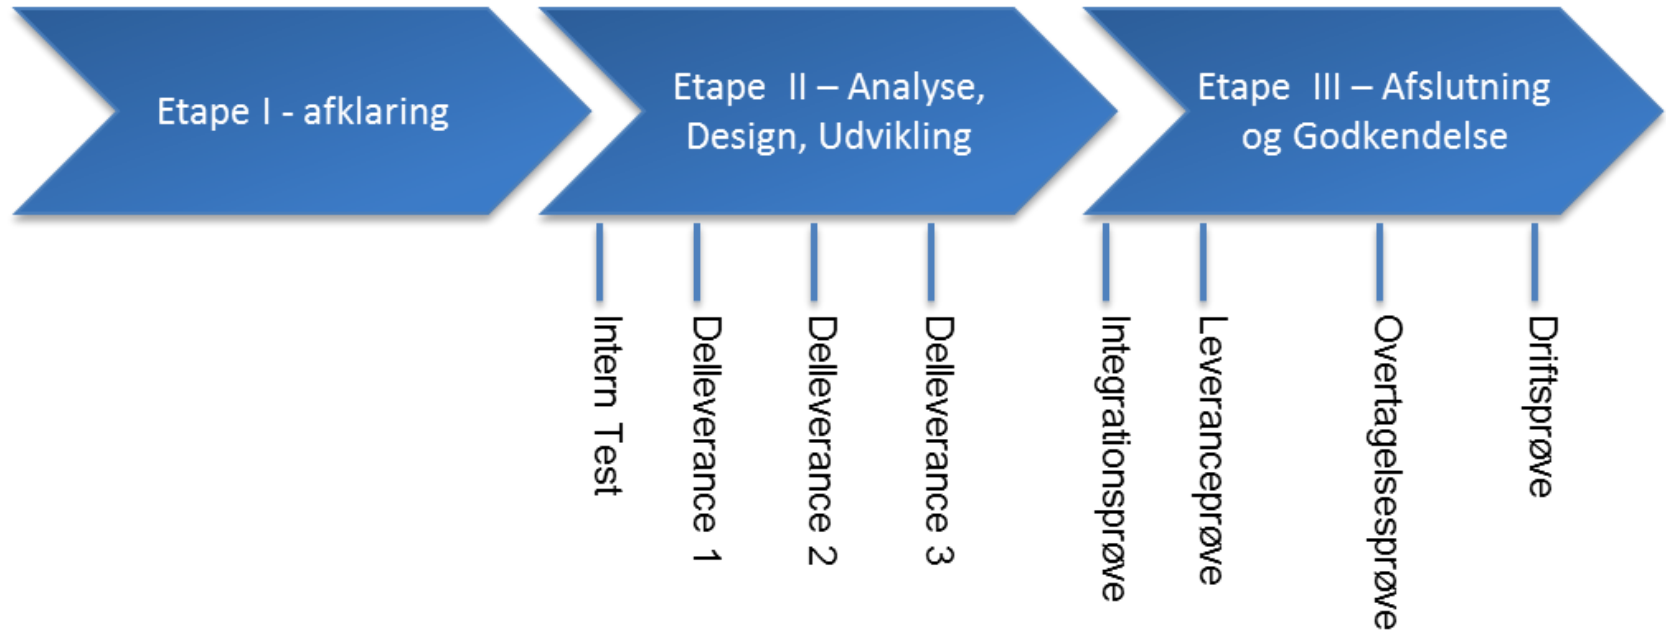 Etape I - afklaring
Etape II – Analyse,
Design, Udvikling
Etape III – Afslutning
og Godkendelse
Intern Test
Delleverance 1
Delleverance 2
Delleverance 3
Integrationsprøve
Leveranceprøve
Overtagelsesprøve
Driftsprøve